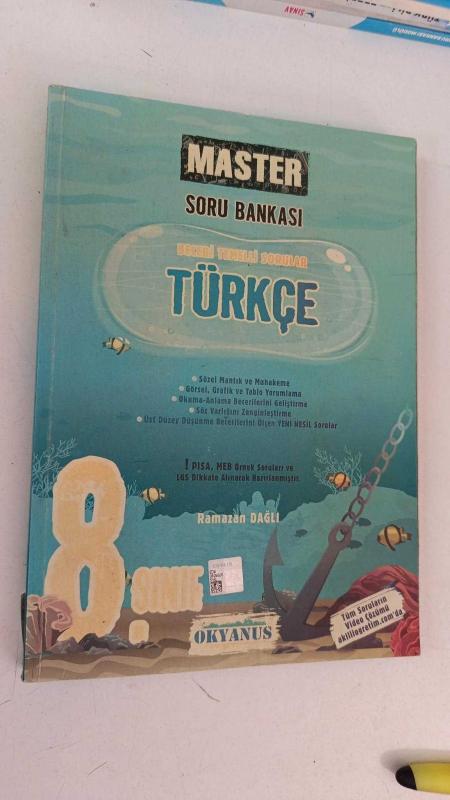 SINAV
MASTER
SORU BANKASI
BECERİ TEMELLİ SORULAR
TÜRKÇE
Sözel Mantık ve Muhakeme
Görsel, Grafik ve Tablo Yorumlama
Okuma-Anlama Becerilerini Geliştirme
Söz Varlığını Zenginleştirme
Üst Düzey Düşünme Becerilerini Ölçen YENİ NESİL Sorular
! PISA, MEB Örnek Soruları ve
LGS Dikkate Alınarak Hazırlanmıştır.
Ramazan DAĞLI
8. SINIF
OKYANUS
Tüm Soruların
Video Çözümü
akilliogretim.com'da